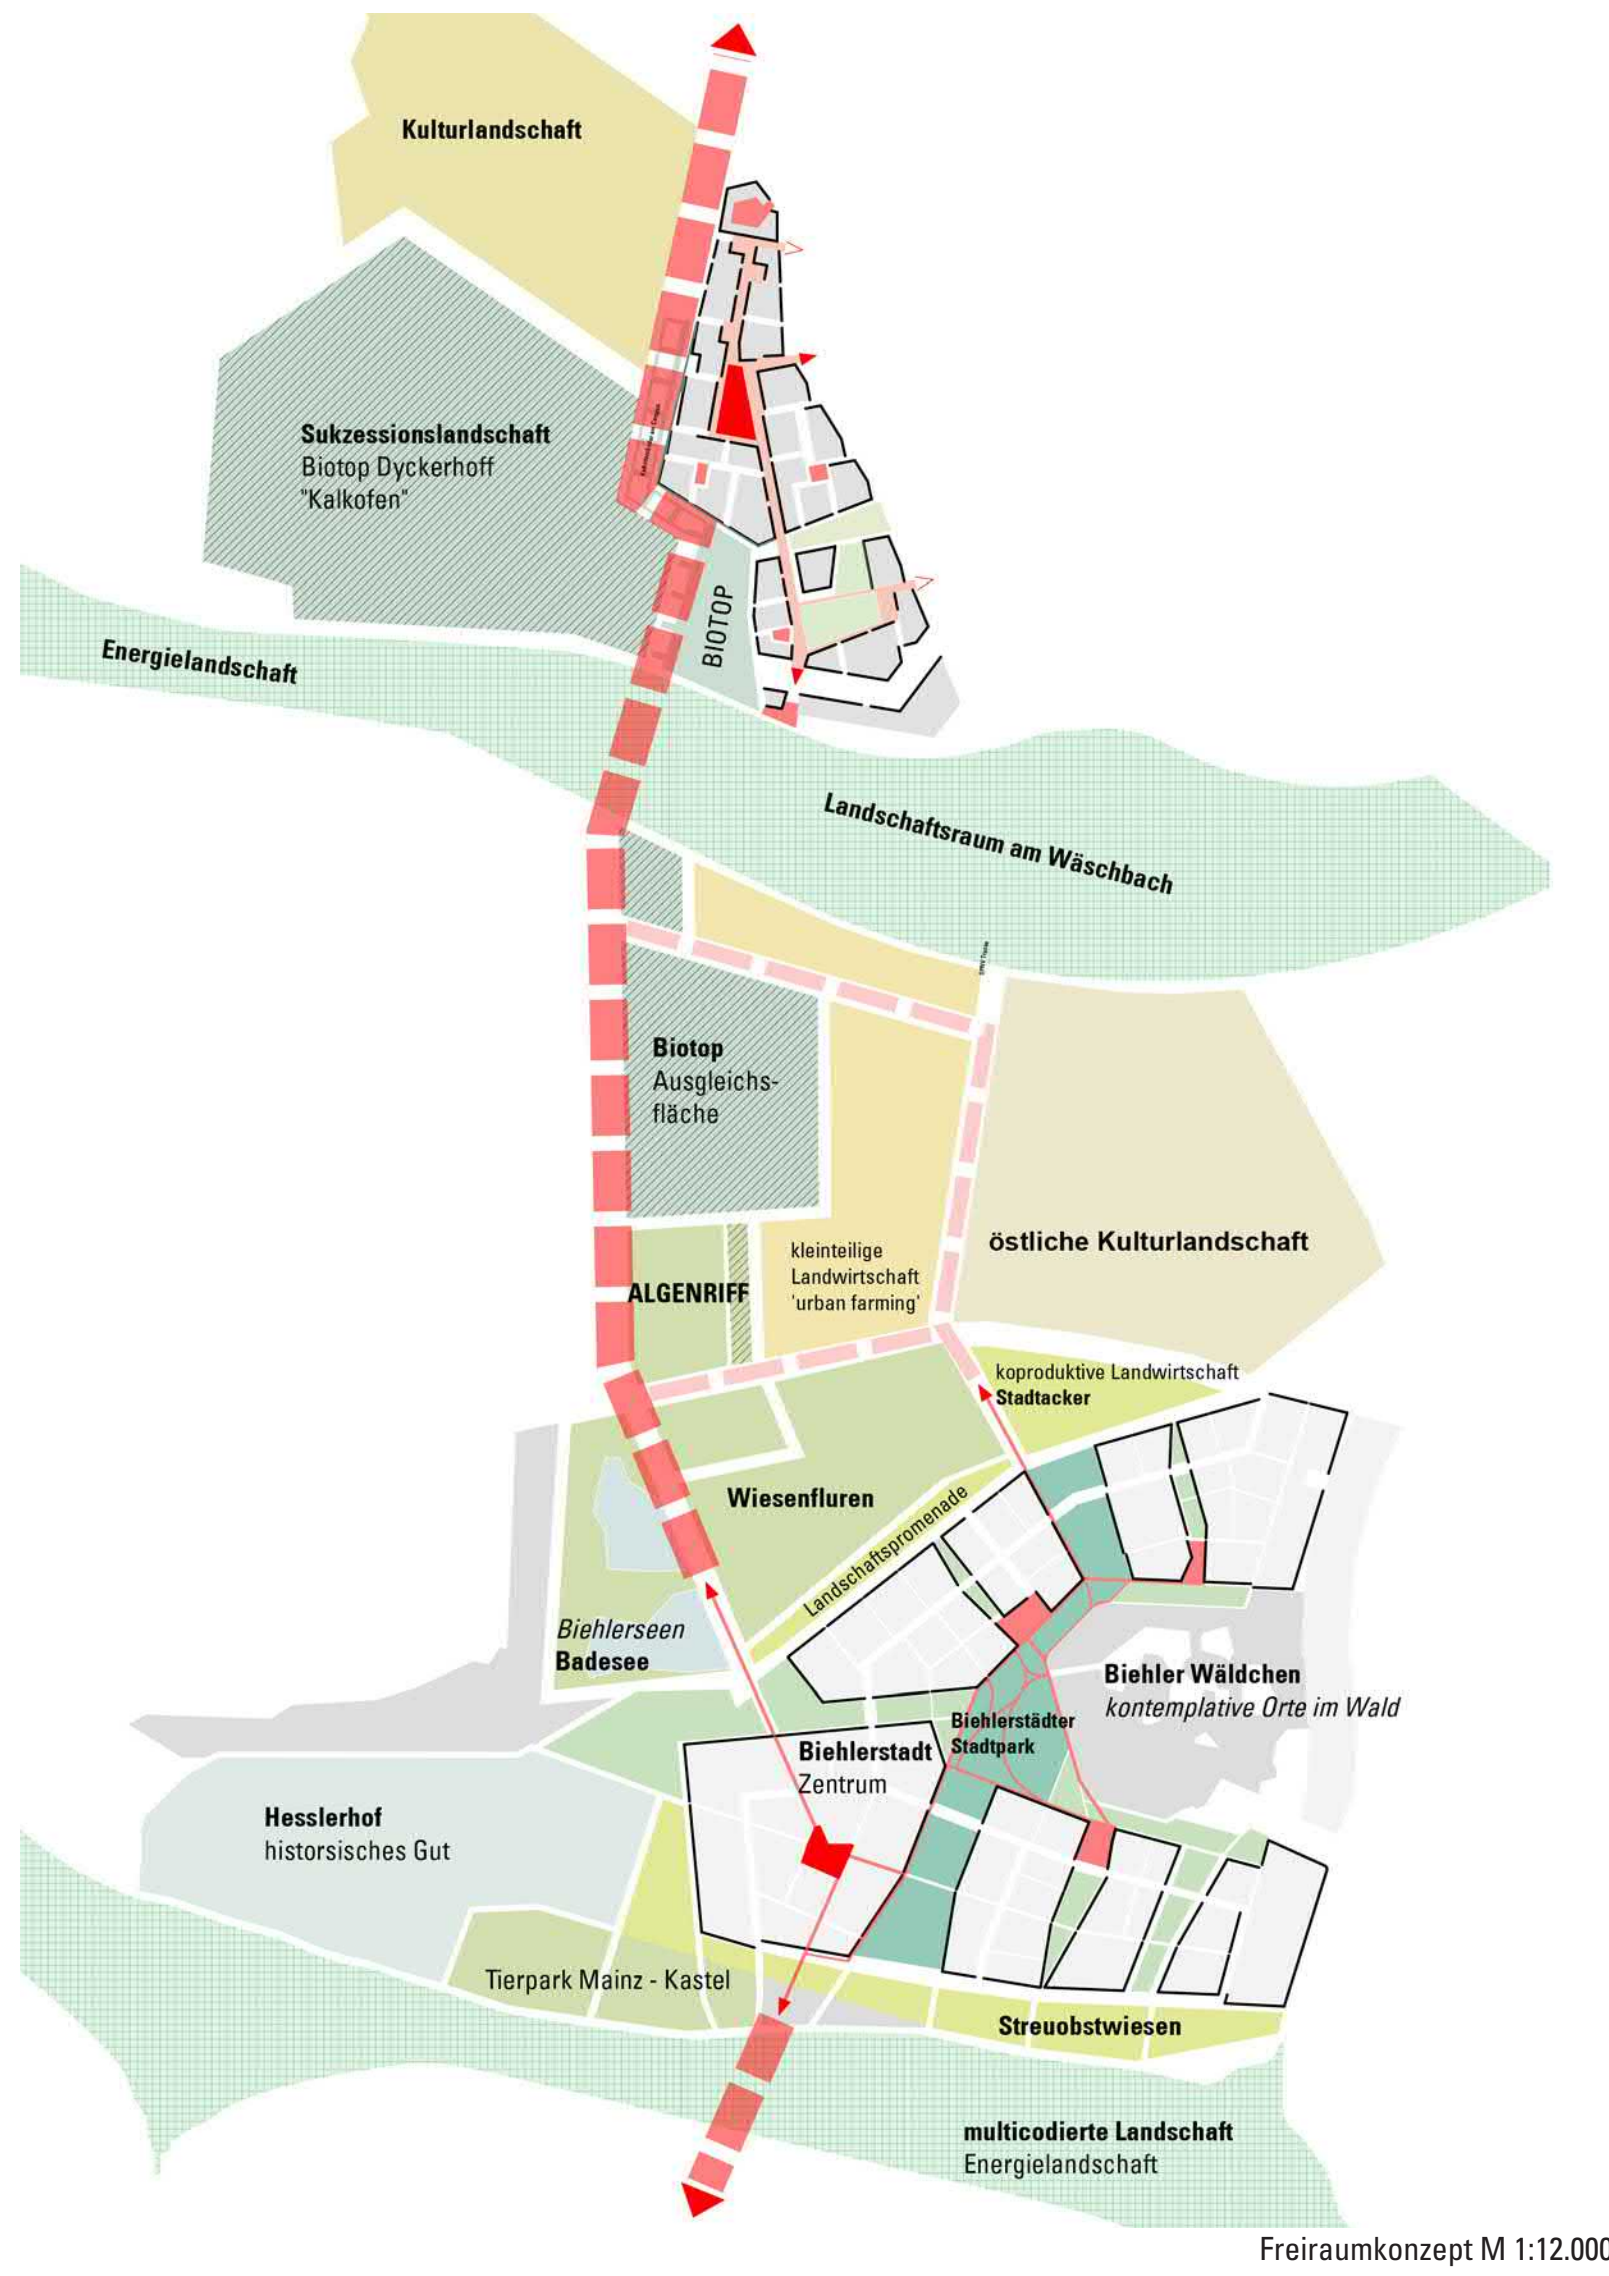 Kulturlandschaft
Sukzessionslandschaft
Biotop Dyckerhoff
"Kalkofen"
BIOTOP
Energielandschaft
Landschaftsraum am Wäschbach
Biotop
Ausgleichs-
fläche
kleinteilige
Landwirtschaft
'urban farming'
östliche Kulturlandschaft
ALGENRIFF
koproduktive Landwirtschaft
Stadtacker
Wiesenfluren
Landschaftspromenade
Biehlerseen
Badesee
Biehler Wäldchen
kontemplative Orte im Wald
Biehlerstädter
Stadtpark
Biehlerstadt
Zentrum
Hesslerhof
historsisches Gut
Tierpark Mainz - Kastel
Streuobstwiesen
multicodierte Landschaft
Energielandschaft
Freiraumkonzept M 1:12.000